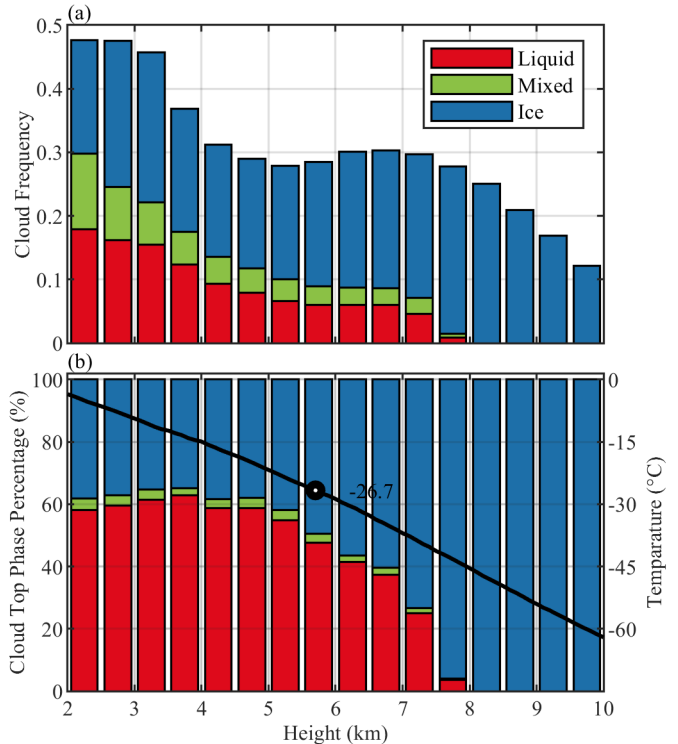 (a)
0.5
0.4
0.3
0.2
0.1
0
Cloud Frequency
Liquid
Mixed
Ice
(b)
100
80
60
40
20
0
Cloud Top Phase Percentage (%)
-26.7
0
-15
-30
-45
-60
Temparature (°C)
2 3 4 5 6 7 8 9 10
Height (km)